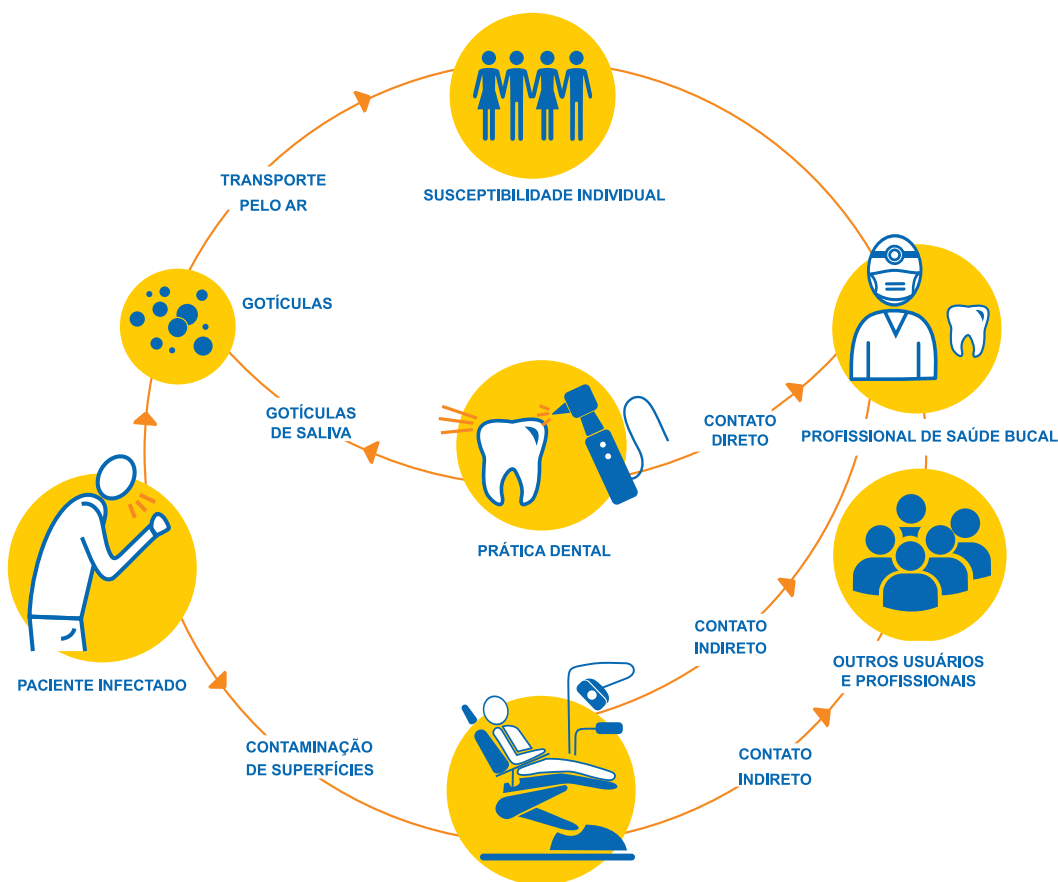 TRANSPORTE
PELO AR
SUSCEPTIBILIDADE INDIVIDUAL
GOTÍCULAS
GOTÍCULAS
DE SALIVA
CONTATO
DIRETO
PROFISSIONAL DE SAÚDE BUCAL
PRÁTICA DENTAL
PACIENTE INFECTADO
CONTATO
INDIRETO
OUTROS USUÁRIOS
E PROFISSIONAIS
CONTAMINAÇÃO
DE SUPERFÍCIES
CONTATO
INDIRETO